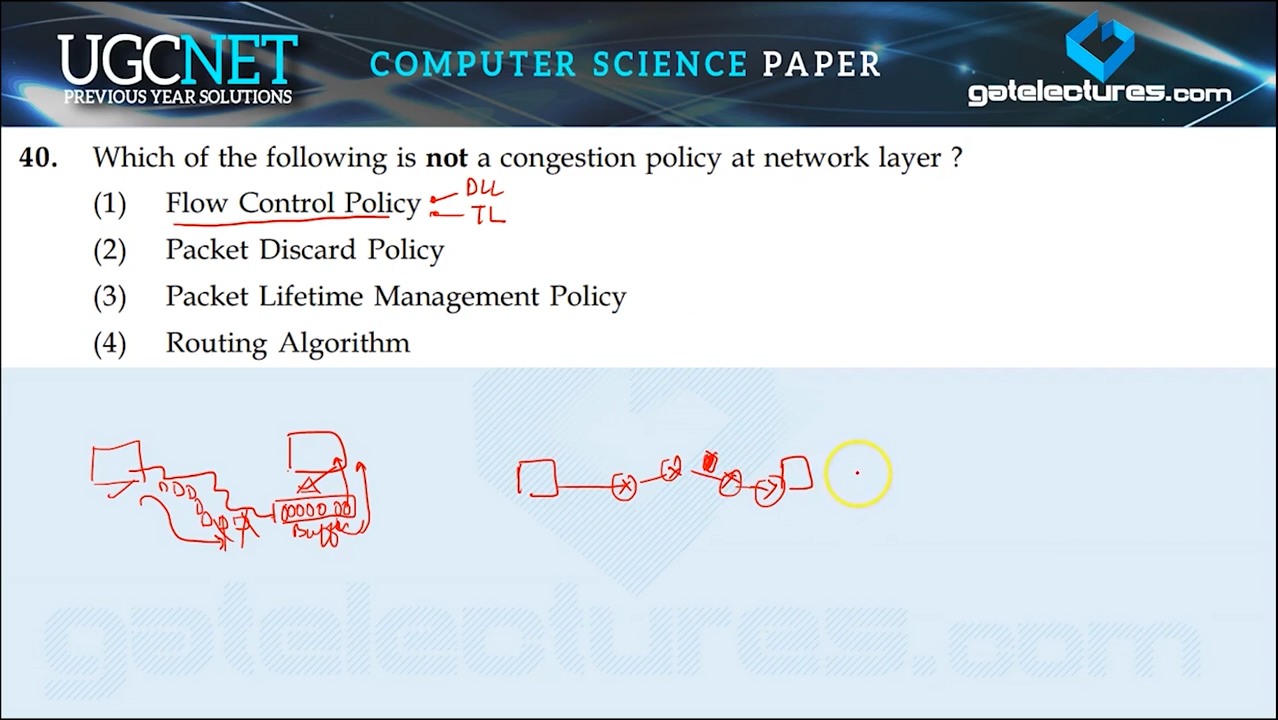 UGCNET
PREVIOUS YEAR SOLUTIONS
COMPUTER SCIENCE PAPER
gatelectures.com
40. Which of the following is not a congestion policy at network layer ?
(1) Flow Control Policy
DLL
TL
(2) Packet Discard Policy
(3) Packet Lifetime Management Policy
(4) Routing Algorithm
gatelectures.com